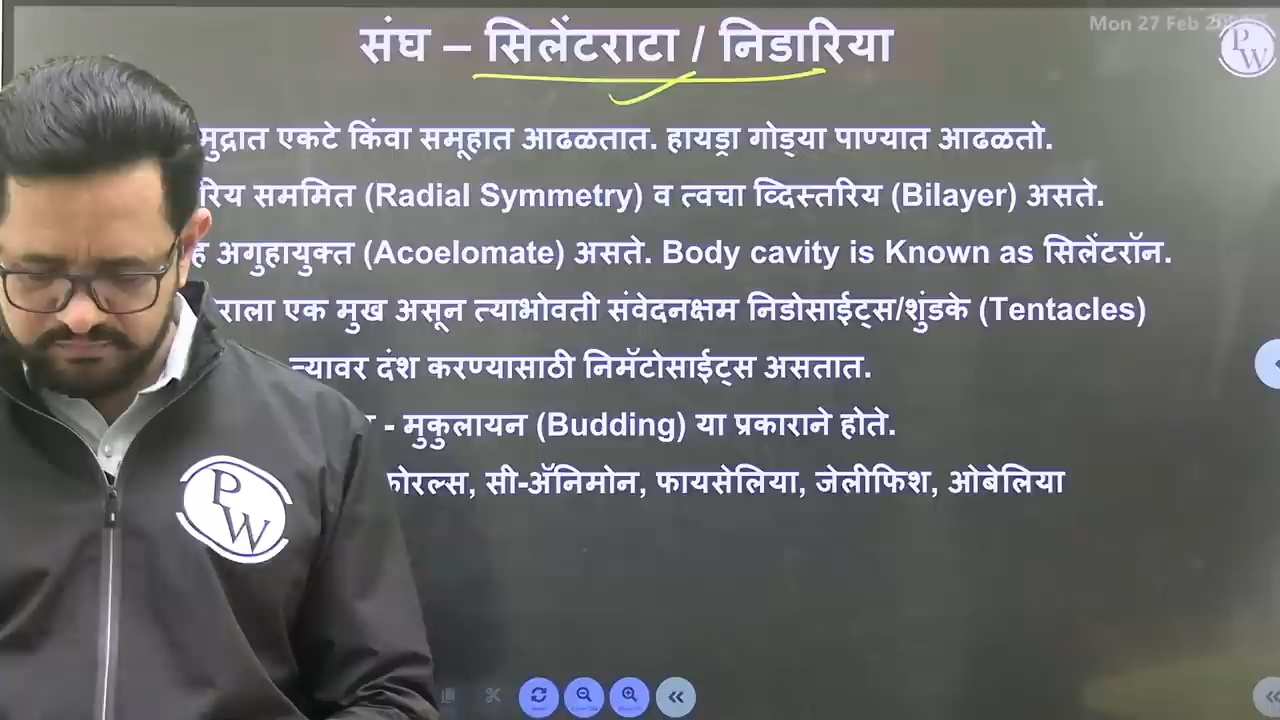 Mon 27 Feb
संघ – सिलेंटराटा / निडारिया
PW
एकटे किंवा समूहात आढळतात. हायड्रा गोड्या पाण्यात आढळतो.
सममित (Radial Symmetry) व त्वचा व्दिस्तरिय (Bilayer) असते.
अगुहायुक्त (Acoelomate) असते. Body cavity is Known as सिलेंटरॉन.
एक मुख असून त्याभोवती संवेदनक्षम निडोसाईट्स/शुंडके (Tentacles)
दंश करण्यासाठी निमॅटोसाईट्स असतात.
- मुकुलायन (Budding) या प्रकाराने होते.
सी-ॲनिमोन, फायसेलिया, जेलीफिश, ओबेलिया
PW